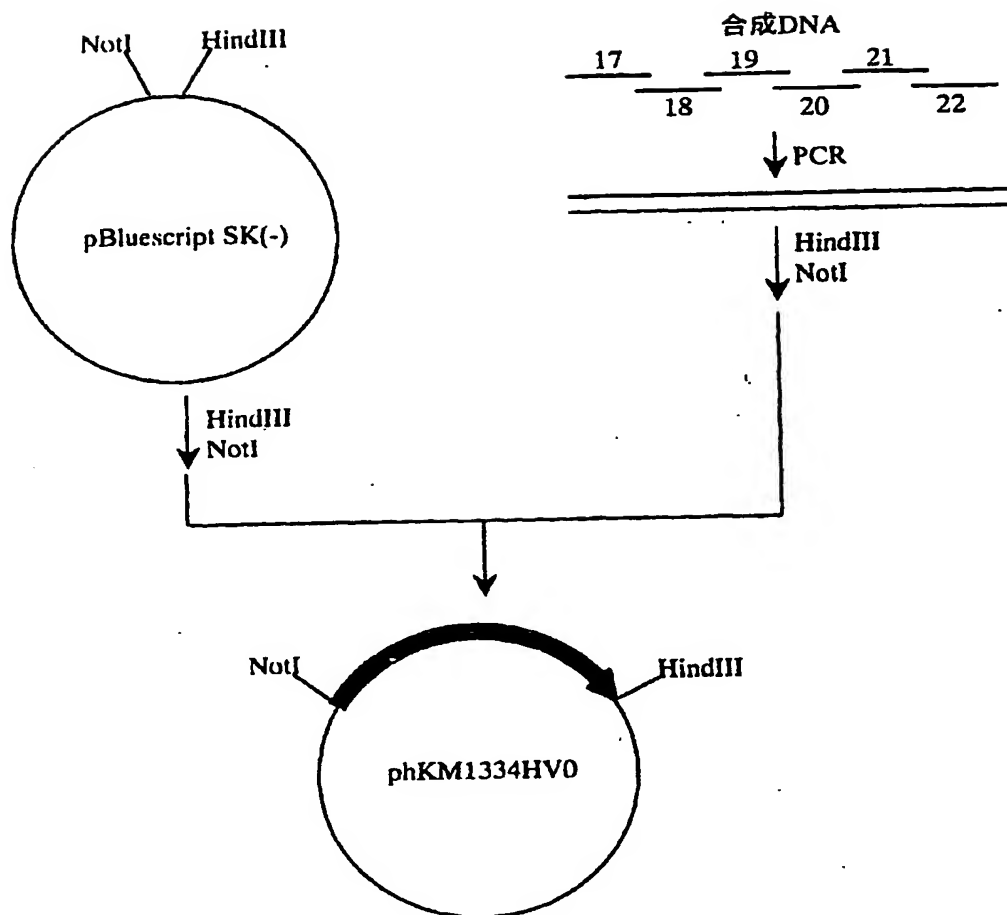 NotI
HindIII
pBluescript SK(-)
HindIII
NotI
合成DNA
17
19
21
18
20
22
PCR
HindIII
NotI
NotI
HindIII
phKM1334HV0